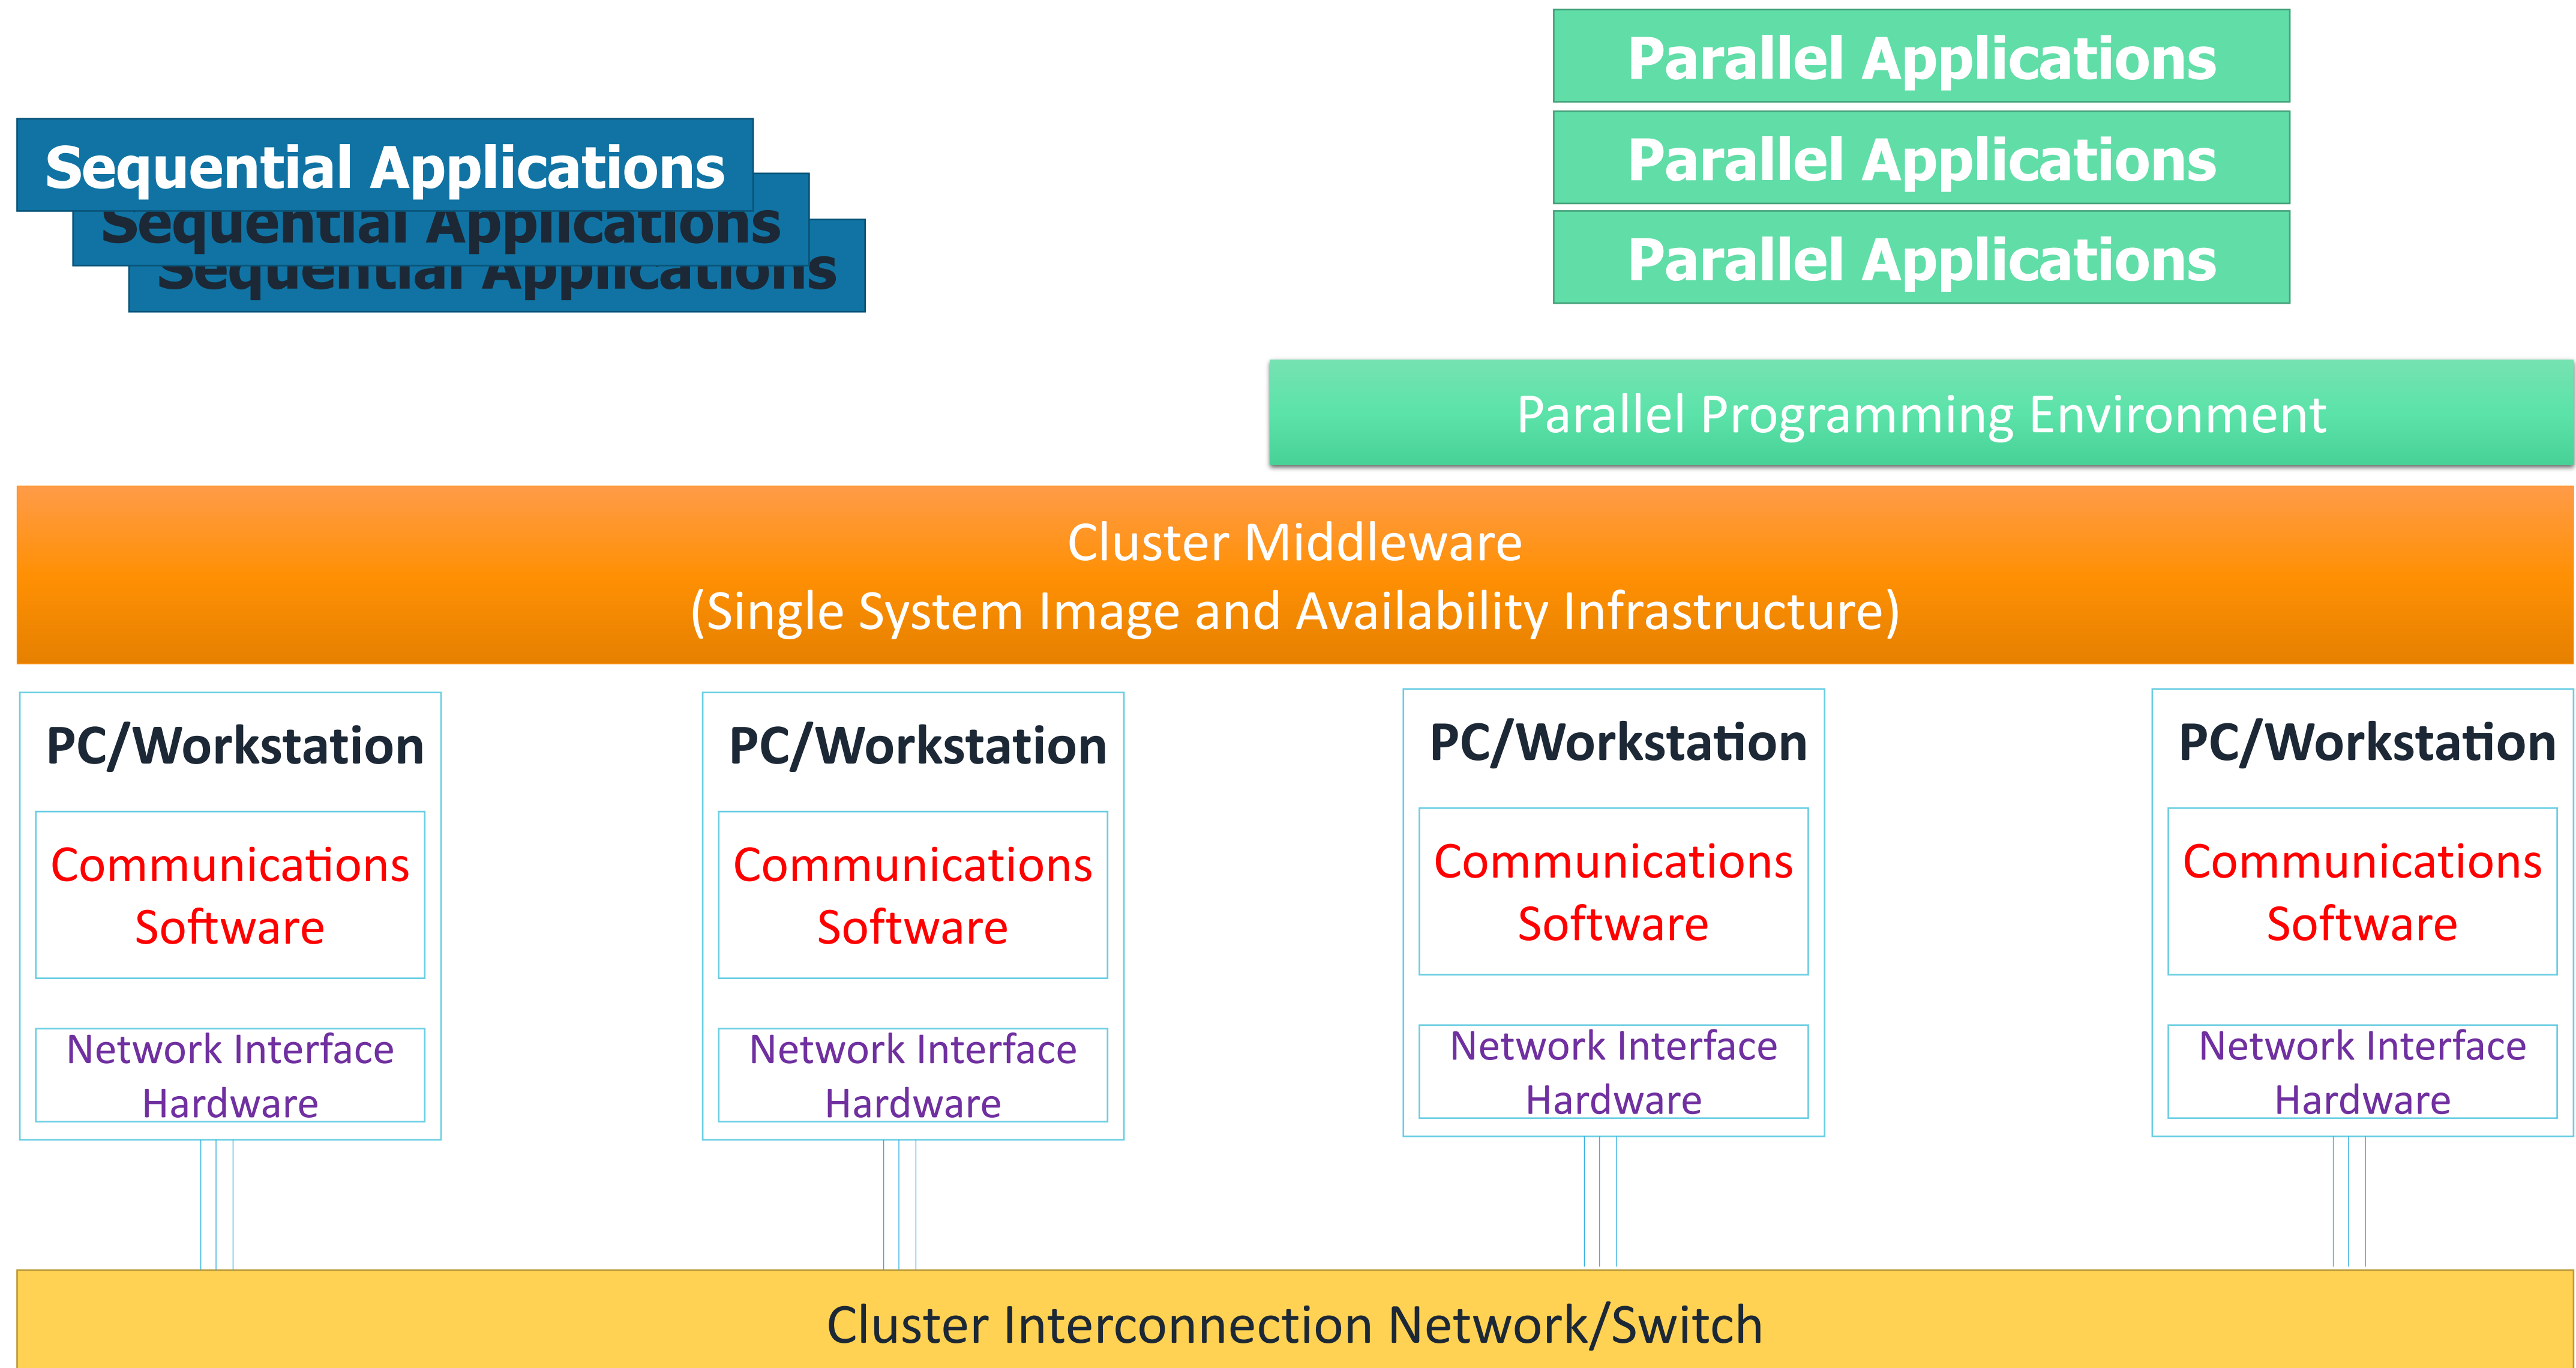 Parallel Applications
Parallel Applications
Parallel Applications
Sequential Applications
Sequential Applications
Sequential Applications
Parallel Programming Environment
Cluster Middleware
(Single System Image and Availability Infrastructure)
PC/Workstation
Communications
Software
Network Interface
Hardware
PC/Workstation
Communications
Software
Network Interface
Hardware
PC/Workstation
Communications
Software
Network Interface
Hardware
PC/Workstation
Communications
Software
Network Interface
Hardware
Cluster Interconnection Network/Switch